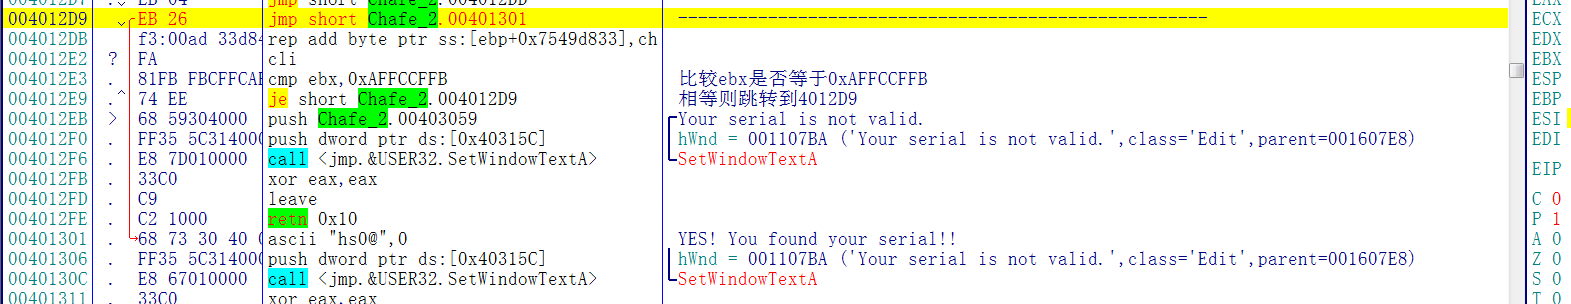 jmp short Chafe_2.004012DD
004012D9 EB 26 jmp short Chafe_2.00401301
004012DB f3:00ad 33d84 rep add byte ptr ss:[ebp+0x7549d833],ch
004012E2 ? FA cli
004012E3 . 81FB FBCFFCAF cmp ebx,0xAFFCCFFB 比较ebx是否等于0xAFFCCFFB
004012E9 .^ 74 EE je short Chafe_2.004012D9 相等则跳转到4012D9
004012EB > 68 59304000 push Chafe_2.00403059 Your serial is not valid.
004012F0 . FF35 5C314000 push dword ptr ds:[0x40315C] hWnd = 001107BA ('Your serial is not valid.',class='Edit',parent=001607E8)
004012F6 . E8 7D010000 call <jmp.&USER32.SetWindowTextA> SetWindowTextA
004012FB . 33C0 xor eax,eax
004012FD . C9 leave
004012FE . C2 1000 retn 0x10
00401301 . 68 73 30 40 0 ascii "hs0@",0 YES! You found your serial!!
00401306 . FF35 5C314000 push dword ptr ds:[0x40315C] hWnd = 001107BA ('Your serial is not valid.',class='Edit',parent=001607E8)
0040130C . E8 67010000 call <jmp.&USER32.SetWindowTextA> SetWindowTextA
00401311 . 33C0 xor eax,eax
EAX
ECX
EDX
EBX
ESP
EBP
ESI
EDI
EIP
C 0
P 1
A 0
Z 0
S 0
T 0